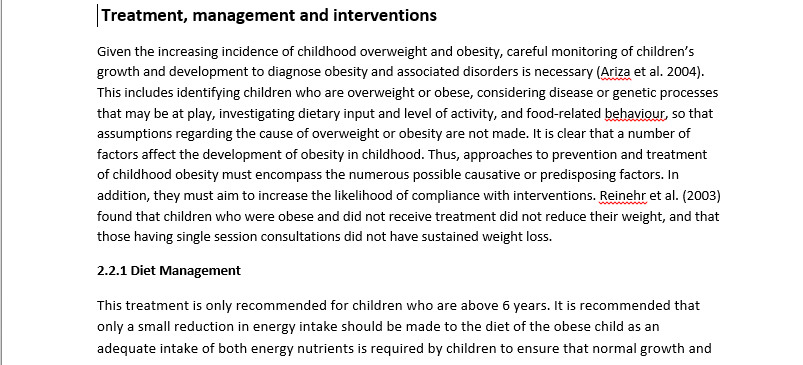 Treatment, management and interventions
Given the increasing incidence of childhood overweight and obesity, careful monitoring of children's
growth and development to diagnose obesity and associated disorders is necessary (Ariza et al. 2004).
This includes identifying children who are overweight or obese, considering disease or genetic processes
that may be at play, investigating dietary input and level of activity, and food-related behaviour, so that
assumptions regarding the cause of overweight or obesity are not made. It is clear that a number of
factors affect the development of obesity in childhood. Thus, approaches to prevention and treatment
of childhood obesity must encompass the numerous possible causative or predisposing factors. In
addition, they must aim to increase the likelihood of compliance with interventions. Reinehr et al. (2003)
found that children who were obese and did not receive treatment did not reduce their weight, and that
those having single session consultations did not have sustained weight loss.
2.2.1 Diet Management
This treatment is only recommended for children who are above 6 years. It is recommended that
only a small reduction in energy intake should be made to the diet of the obese child as an
adequate intake of both energy nutrients is required by children to ensure that normal growth and